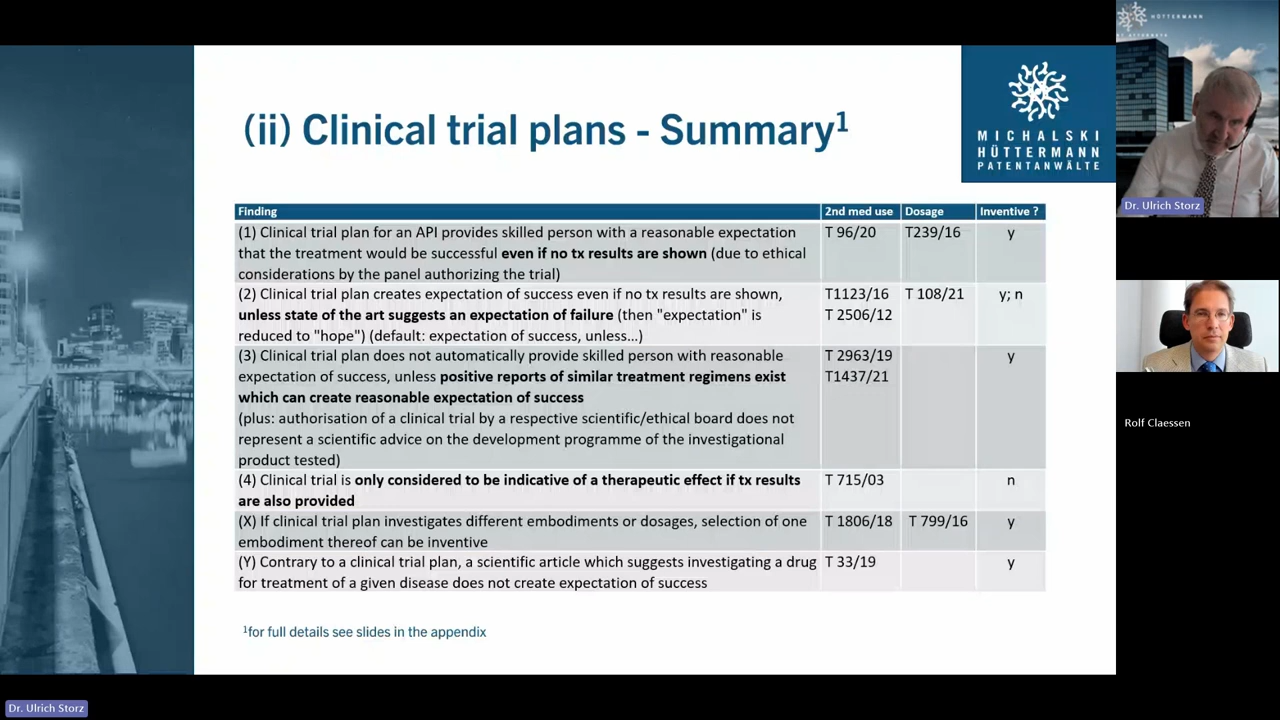 (ii) Clinical trial plans - Summary¹
MICHALSKI
HÜTTERMANN
PATENTANWÄLTE
Finding 2nd med use Dosage Inventive ?
(1) Clinical trial plan for an API provides skilled person with a reasonable expectation T 96/20 T239/16 y
that the treatment would be successful even if no tx results are shown (due to ethical
considerations by the panel authorizing the trial)
(2) Clinical trial plan creates expectation of success even if no tx results are shown, T1123/16 T 108/21 y; n
unless state of the art suggests an expectation of failure (then "expectation" is T 2506/12
reduced to "hope") (default: expectation of success, unless...)
(3) Clinical trial plan does not automatically provide skilled person with reasonable T 2963/19 y
expectation of success, unless positive reports of similar treatment regimens exist T1437/21
which can create reasonable expectation of success
(plus: authorisation of a clinical trial by a respective scientific/ethical board does not
represent a scientific advice on the development programme of the investigational
product tested)
(4) Clinical trial is only considered to be indicative of a therapeutic effect if tx results T 715/03 n
are also provided
(X) If clinical trial plan investigates different embodiments or dosages, selection of one T 1806/18 T 799/16 y
embodiment thereof can be inventive
(Y) Contrary to a clinical trial plan, a scientific article which suggests investigating a drug T 33/19 y
for treatment of a given disease does not create expectation of success
¹for full details see slides in the appendix
HÜTTERMANN
Dr. Ulrich Storz
Rolf Claessen
Dr. Ulrich Storz